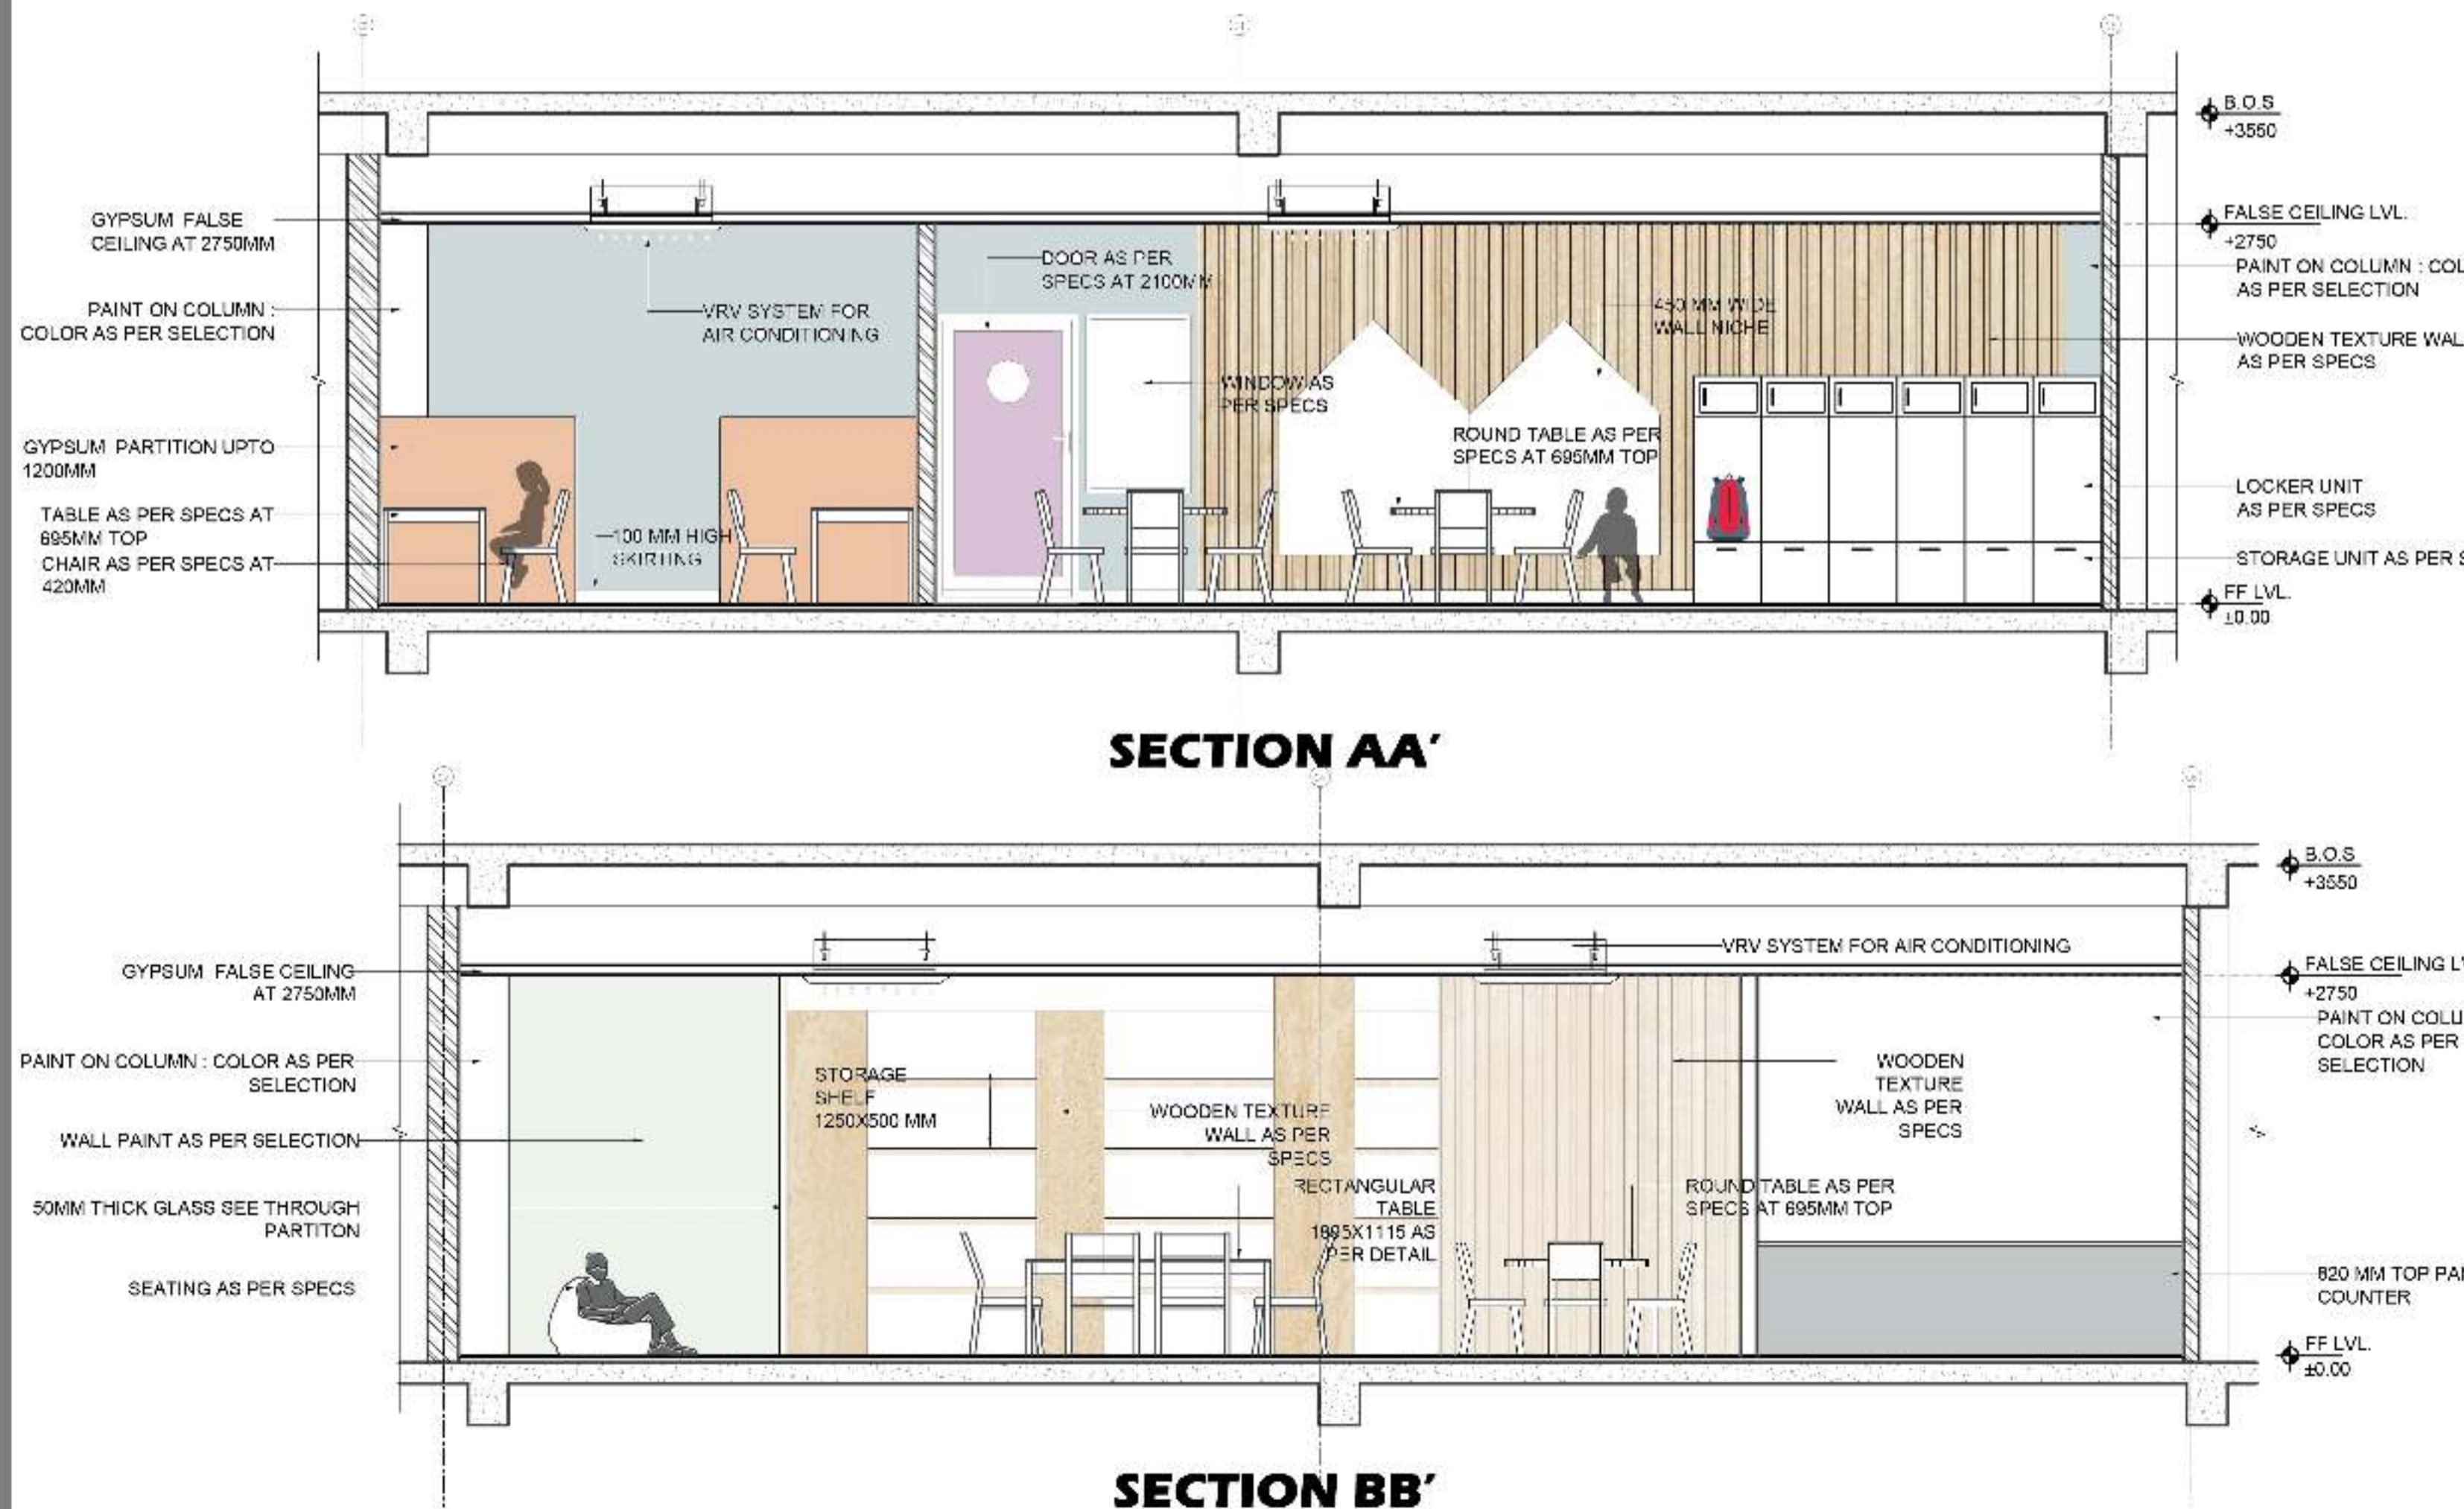 B.O.S
+3550
GYPSUM FALSE
CEILING AT 2750MM
FALSE CEILING LVL.
+2750
DOOR AS PER
SPECS AT 2100MM
PAINT ON COLUMN : COL
AS PER SELECTION
PAINT ON COLUMN :
COLOR AS PER SELECTION
VRV SYSTEM FOR
AIR CONDITIONING
450 MM WIDE
WALL NICHE
WOODEN TEXTURE WAL
AS PER SPECS
WINDOW AS
PER SPECS
GYPSUM PARTITION UPTO
1200MM
ROUND TABLE AS PER
SPECS AT 695MM TOP
LOCKER UNIT
AS PER SPECS
TABLE AS PER SPECS AT
695MM TOP
100 MM HIGH
SKIRTING
CHAIR AS PER SPECS AT
420MM
STORAGE UNIT AS PER S
FF LVL.
±0.00
SECTION AA'
B.O.S
+3550
VRV SYSTEM FOR AIR CONDITIONING
GYPSUM FALSE CEILING
AT 2750MM
FALSE CEILING LV
+2750
PAINT ON COLU
COLOR AS PER
SELECTION
PAINT ON COLUMN : COLOR AS PER
SELECTION
STORAGE
SHELF
1250X500 MM
WOODEN TEXTURE
WALL AS PER
SPECS
WOODEN
TEXTURE
WALL AS PER
SPECS
WALL PAINT AS PER SELECTION
50MM THICK GLASS SEE THROUGH
PARTITON
RECTANGULAR
TABLE
AS
PER DETAIL
ROUND TABLE AS PER
SPECS AT 695MM TOP
SEATING AS PER SPECS
820 MM TOP PAN
COUNTER
FF LVL.
±0.00
SECTION BB'